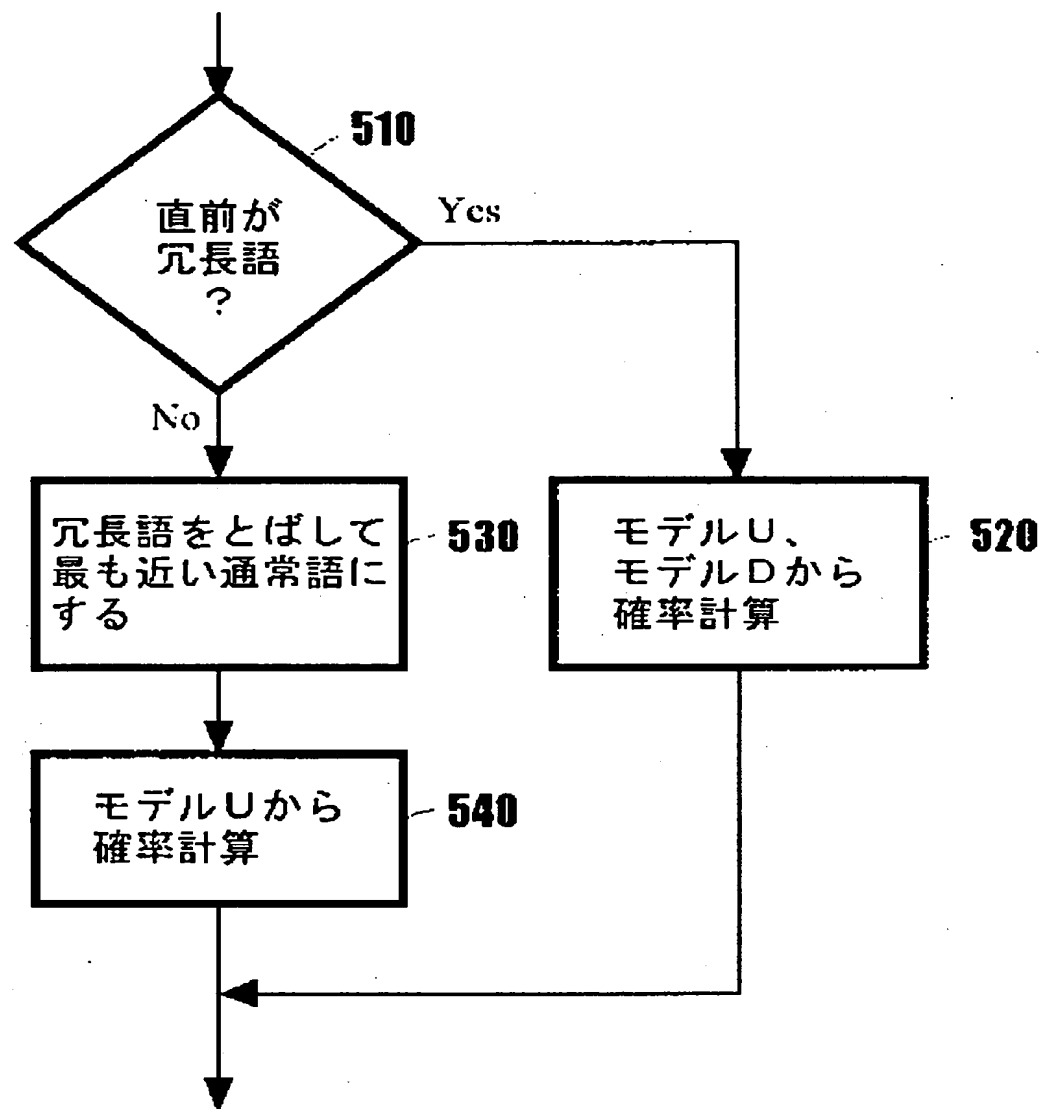 510
直前が
冗長語
?
Yes
No
冗長語をとばして
最も近い通常語に
する
530
モデルU、
モデルDから
確率計算
520
モデルUから
確率計算
540